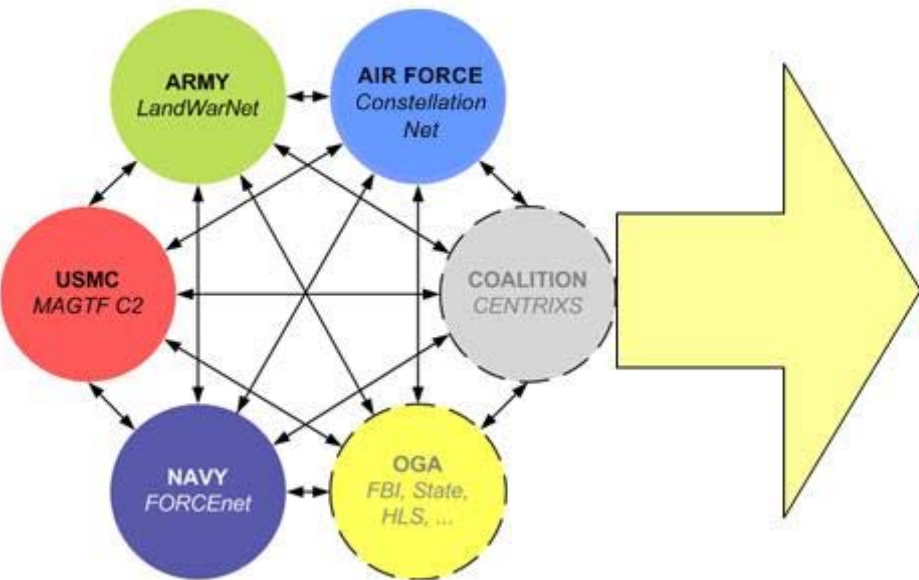 ARMY
LandWarNet
AIR FORCE
Constellation
Net
USMC
MAGTF C2
COALITION
CENTRIXS
NAVY
FORCEnet
OGA
FBI, State,
HLS, ...